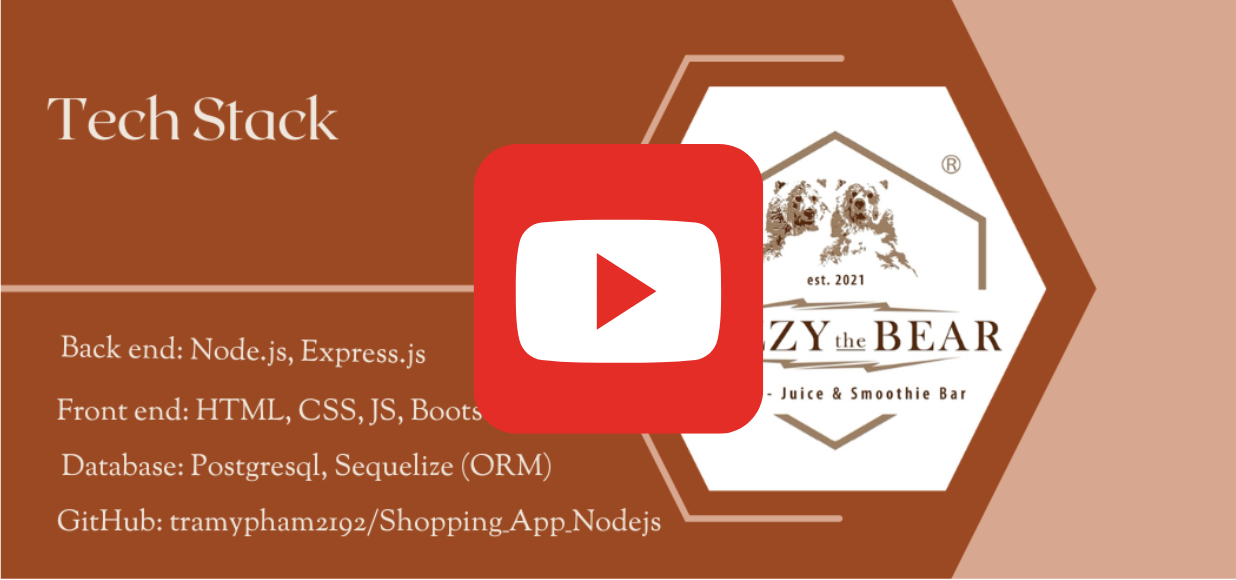 Tech Stack
Back end: Node.js, Express.js
Front end: HTML, CSS, JS, Boots
Database: Postgresql, Sequelize (ORM)
GitHub: tramypham2192/Shopping_App_Nodejs
®
est. 2021
ZZY the BEAR
- Juice & Smoothie Bar